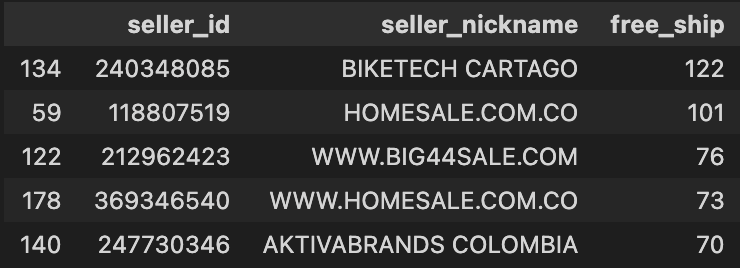 seller_id seller_nickname free_ship
134 240348085 BIKETECH CARTAGO 122
59 118807519 HOMESALE.COM.CO 101
122 212962423 WWW.BIG44SALE.COM 76
178 369346540 WWW.HOMESALE.COM.CO 73
140 247730346 AKTIVABRANDS COLOMBIA 70